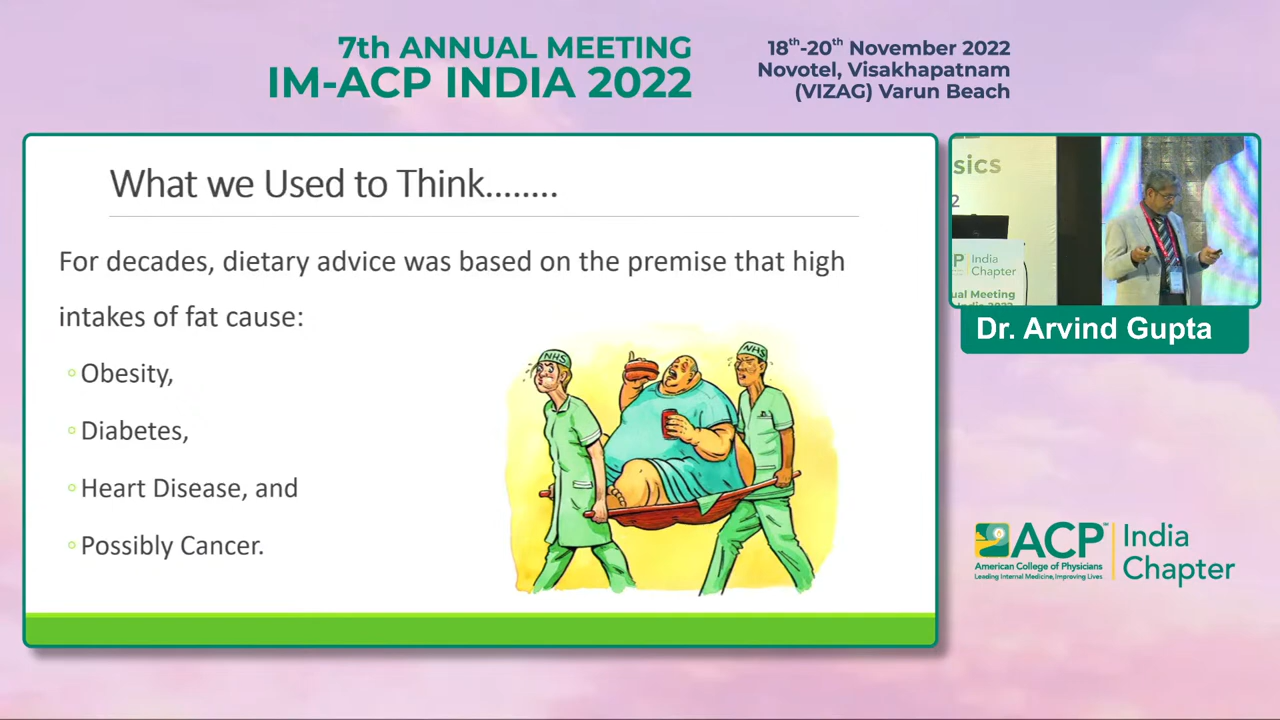 7th ANNUAL MEETING
IM-ACP INDIA 2022
18th-20th November 2022
Novotel, Visakhapatnam
(VIZAG) Varun Beach
What we Used to Think........
For decades, dietary advice was based on the premise that high
intakes of fat cause:
Obesity,
Diabetes,
Heart Disease, and
Possibly Cancer.
NHS
NHS
sics
2
P India
Chapter
ual Meeting
Dr. Arvind Gupta
ACP™
American College of Physicians
Leading Internal Medicine, Improving Lives
India
Chapter